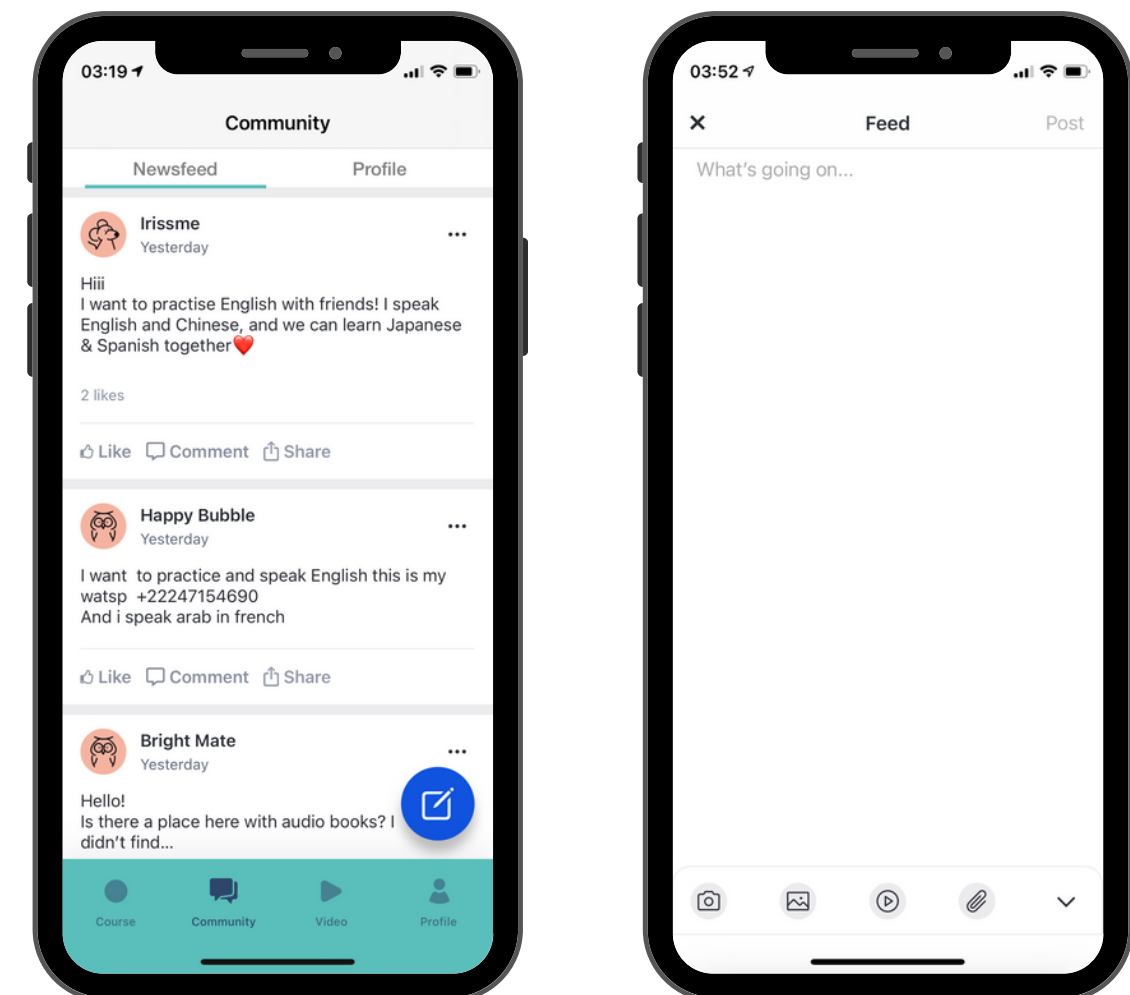 03:19
Community
Newsfeed Profile
Irissme
Yesterday
Hiii
I want to practise English with friends! I speak
English and Chinese, and we can learn Japanese
& Spanish together❤️
2 likes
Like Comment Share
Happy Bubble
Yesterday
I want  to practice and speak English this is my
watsp  +22247154690
And i speak arab in french
Like Comment Share
Bright Mate
Yesterday
Hello!
Is there a place here with audio books? I
didn't find...
Course Community Video Profile
03:52
Feed Post
What's going on...